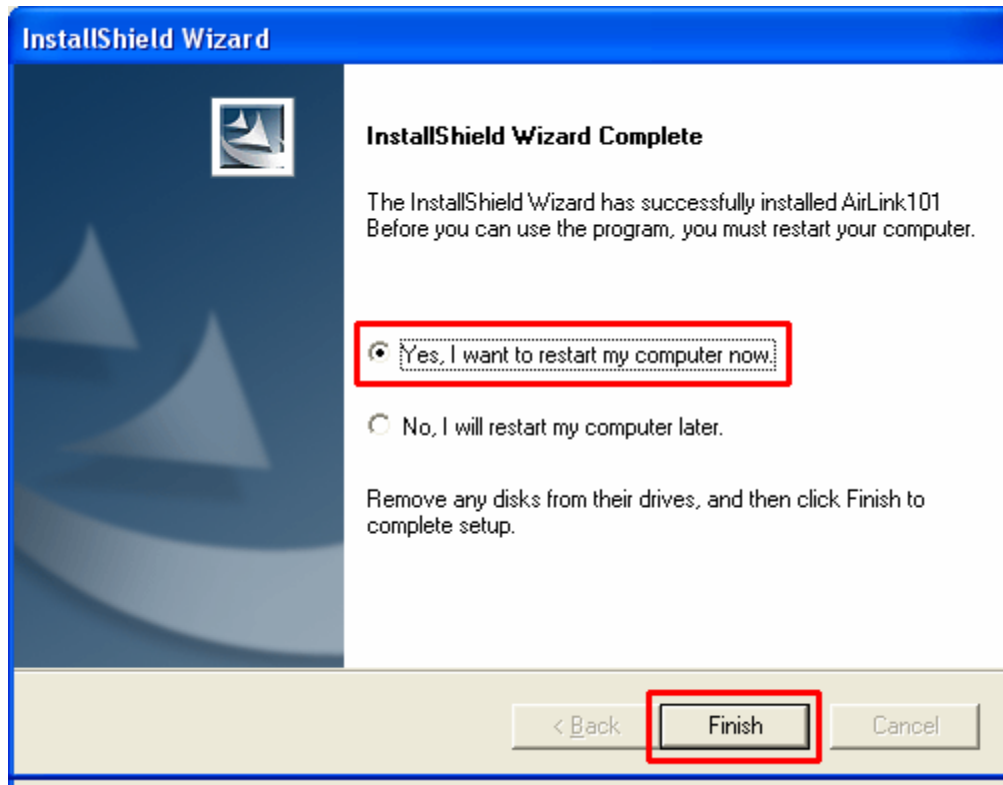 InstallShield Wizard
InstallShield Wizard Complete
The InstallShield Wizard has successfully installed AirLink101
Before you can use the program, you must restart your computer.
Yes, I want to restart my computer now.
No, I will restart my computer later.
Remove any disks from their drives, and then click Finish to
complete setup.
< Back Finish Cancel